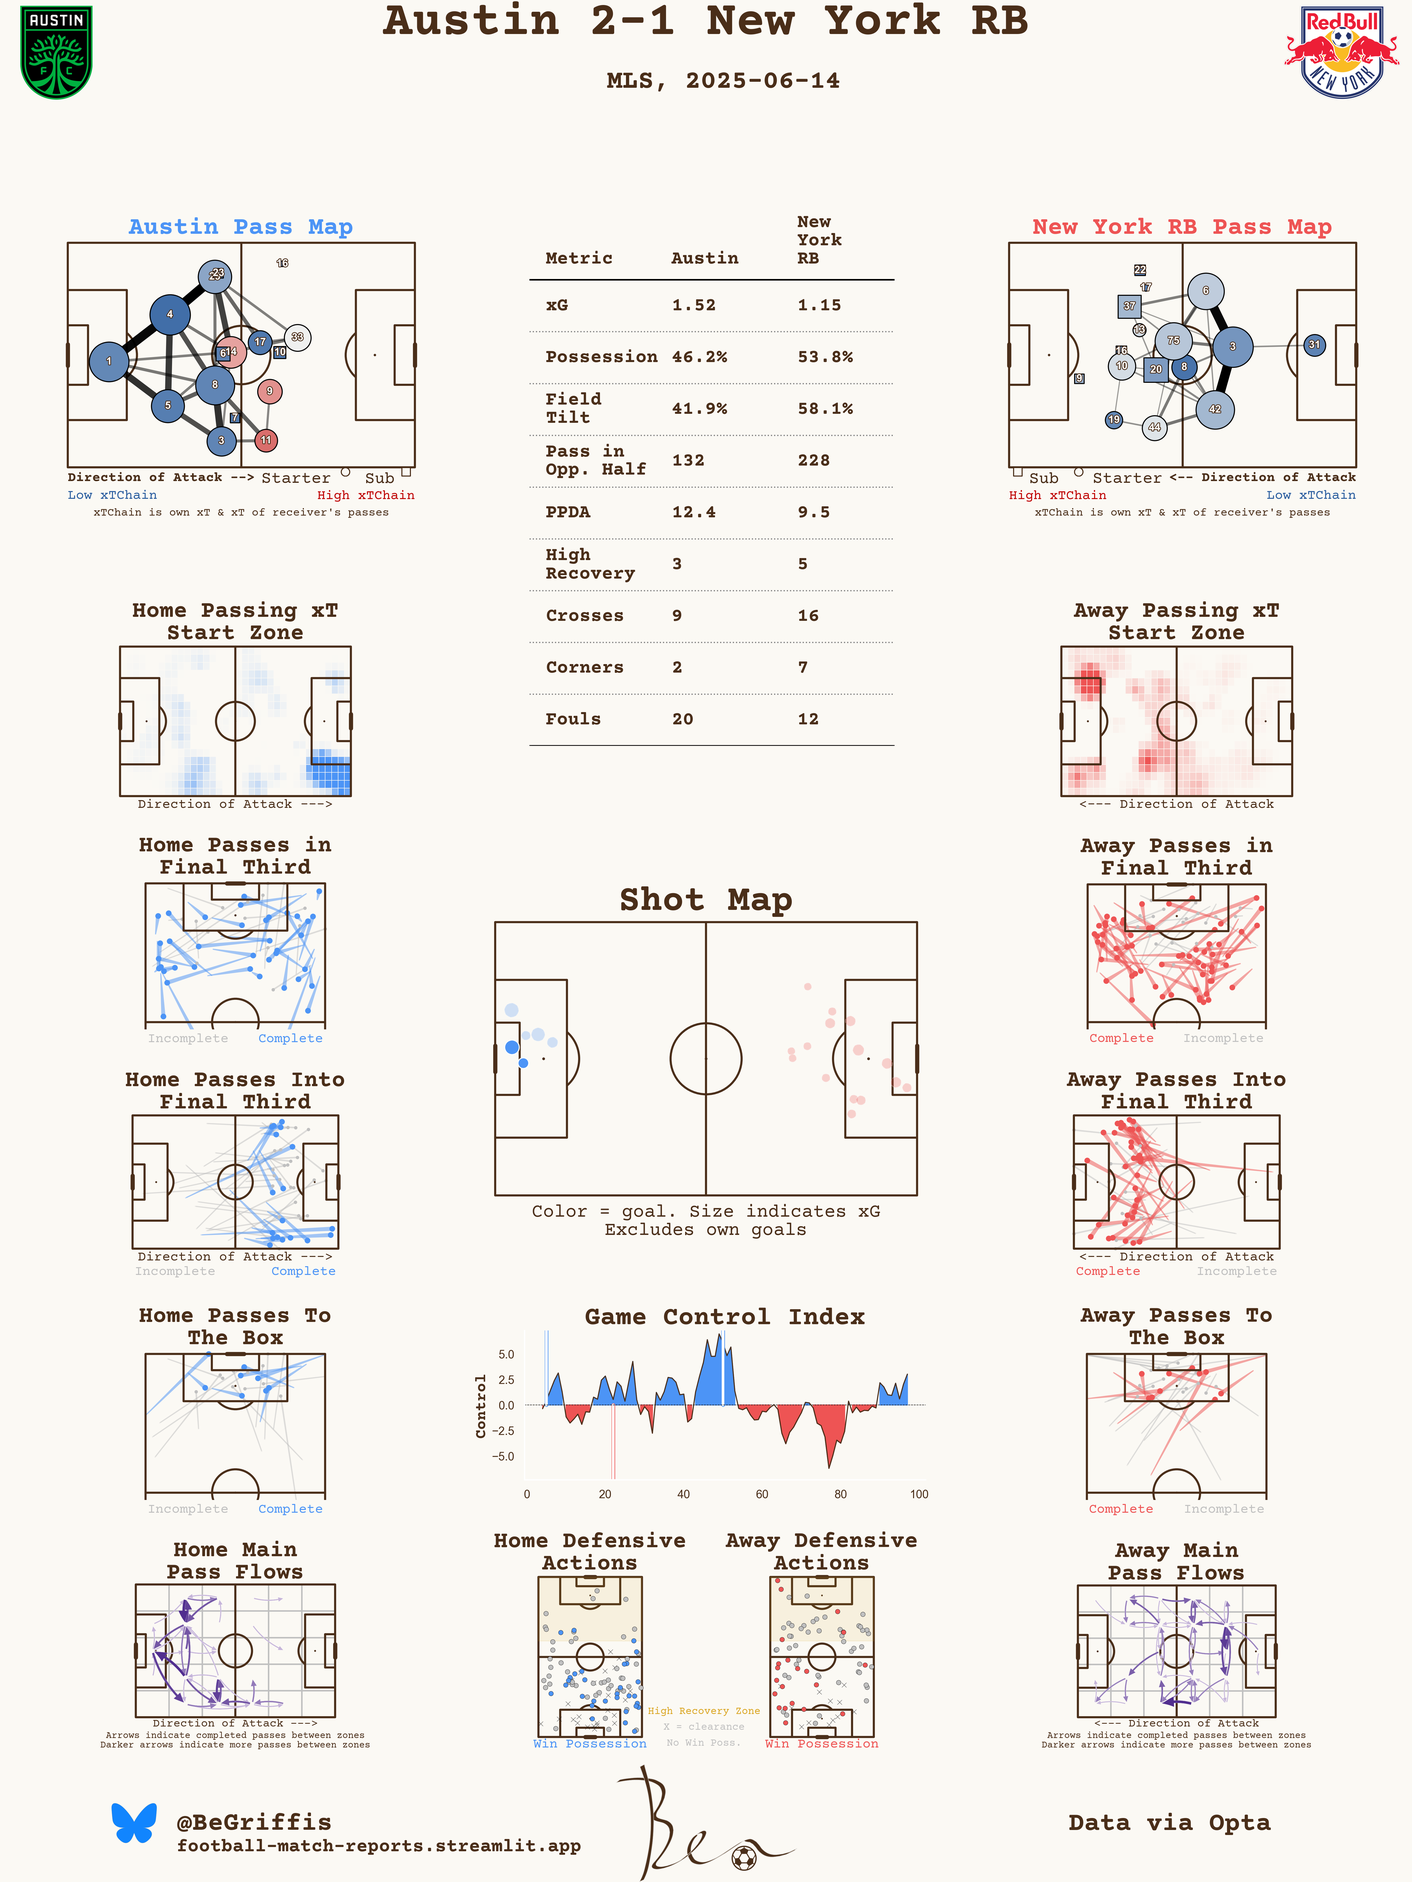 Austin 2-1 New York RB
MLS, 2025-06-14
AUSTIN
FC
Red Bull
NEW YORK
Austin Pass Map
1
4
5
8
3
23
6
14
17
33
10
9
7
11
16
Direction of Attack --> Starter Sub
Low xTChain High xTChain
xTChain is own xT & xT of receiver's passes
Metric Austin New York RB
xG 1.52 1.15
Possession 46.2% 53.8%
Field Tilt 41.9% 58.1%
Pass in Opp. Half 132 228
PPDA 12.4 9.5
High Recovery 3 5
Crosses 9 16
Corners 2 7
Fouls 20 12
New York RB Pass Map
22
17
37
6
13
75
3
31
16
10
20
8
9
19
44
42
Sub Starter <-- Direction of Attack
High xTChain Low xTChain
xTChain is own xT & xT of receiver's passes
Home Passing xT
Start Zone
Direction of Attack --->
Away Passing xT
Start Zone
<--- Direction of Attack
Home Passes in
Final Third
Incomplete Complete
Away Passes in
Final Third
Complete Incomplete
Shot Map
Color = goal. Size indicates xG
Excludes own goals
Home Passes Into
Final Third
Direction of Attack --->
Incomplete Complete
Away Passes Into
Final Third
<--- Direction of Attack
Complete Incomplete
Home Passes To
The Box
Incomplete Complete
Game Control Index
Control
5.0
2.5
0.0
−2.5
−5.0
0 20 40 60 80 100
Away Passes To
The Box
Complete Incomplete
Home Main
Pass Flows
Direction of Attack --->
Arrows indicate completed passes between zones
Darker arrows indicate more passes between zones
Home Defensive
Actions
Win Possession
High Recovery Zone
X = clearance
No Win Poss.
Away Defensive
Actions
Win Possession
Away Main
Pass Flows
<--- Direction of Attack
Arrows indicate completed passes between zones
Darker arrows indicate more passes between zones
@BeGriffis
football-match-reports.streamlit.app
Ben
Data via Opta